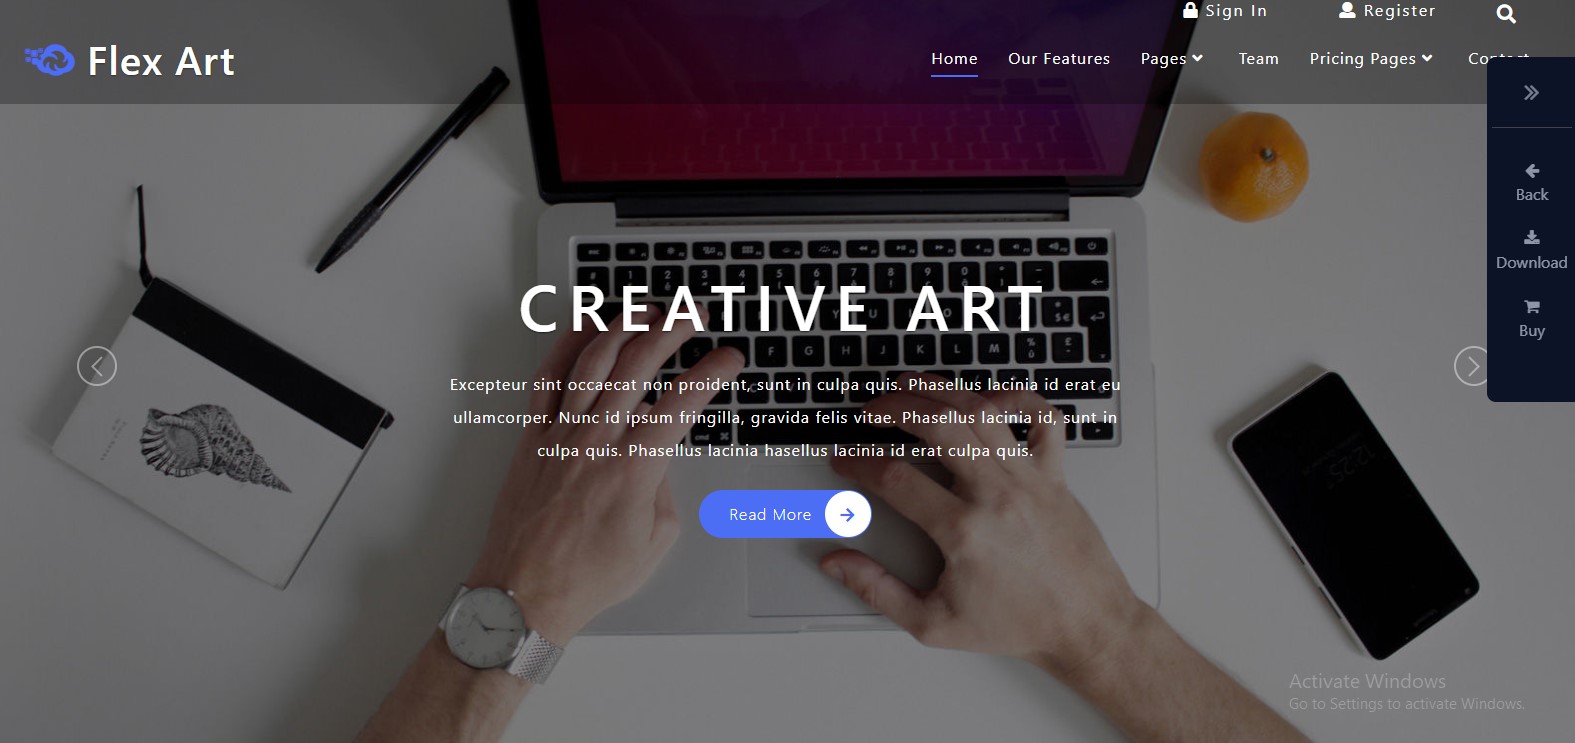 Sign In
Register
Flex Art
Home
Our Features
Pages
Team
Pricing Pages
Back
Download
Buy
CREATIVE ART
Excepteur sint occaecat non proident, sunt in culpa quis. Phasellus lacinia id erat eu
ullamcorper. Nunc id ipsum fringilla, gravida felis vitae. Phasellus lacinia id, sunt in
culpa quis. Phasellus lacinia hasellus lacinia id erat culpa quis.
Read More
12:25
Activate Windows
Go to Settings to activate Windows.